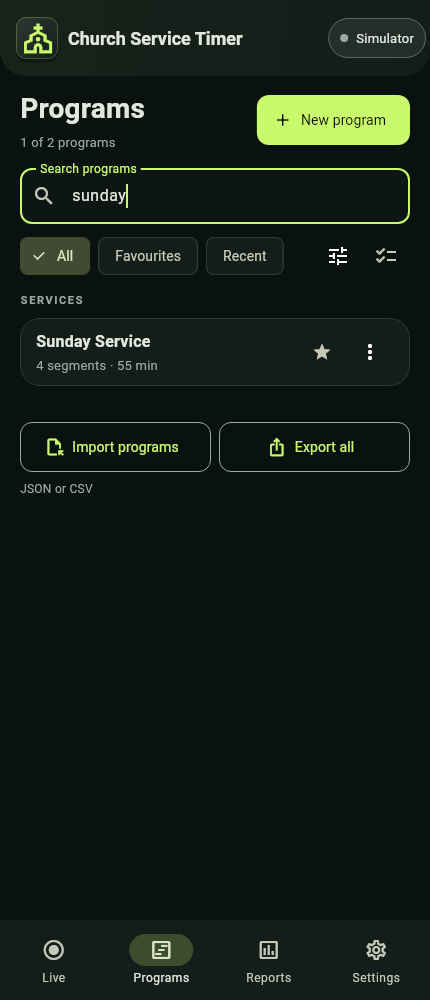 Church Service Timer
Simulator
Programs
1 of 2 programs
New program
Search programs
sunday
All
Favourites
Recent
SERVICES
Sunday Service
4 segments · 55 min
Import programs
Export all
JSON or CSV
Live
Programs
Reports
Settings